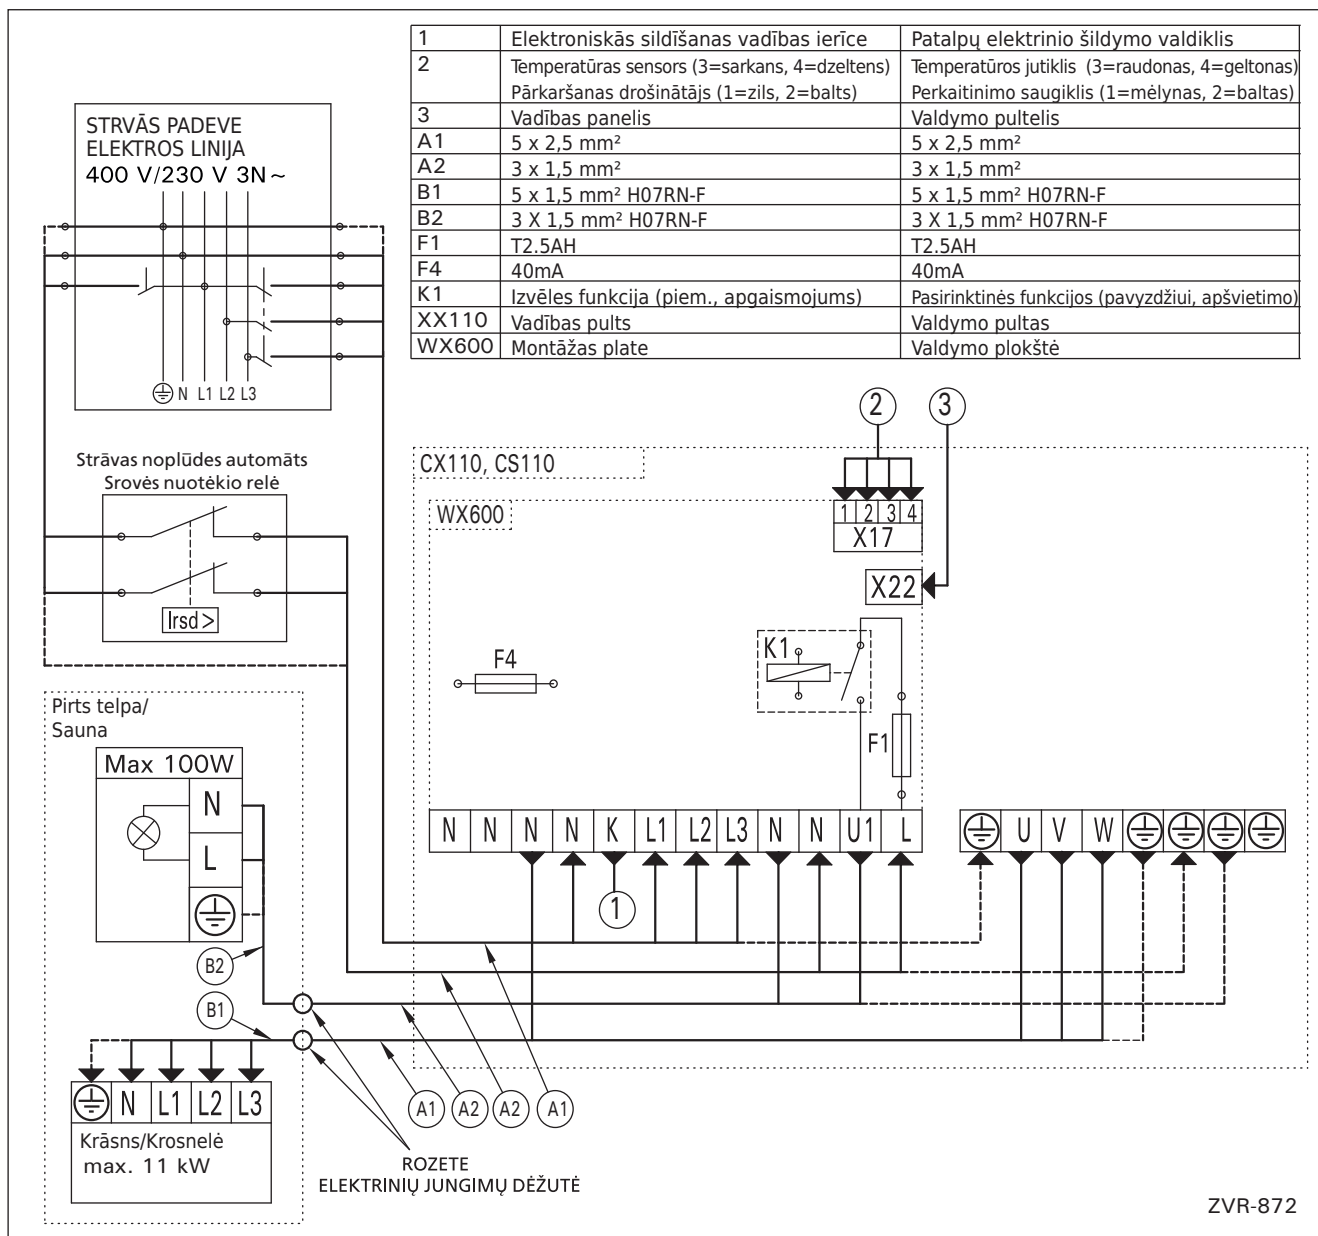 1 Elektroniskās sildīšanas vadības ierīce Patalpų elektrinio šildymo valdiklis
2 Temperatūras sensors (3=sarkans, 4=dzeltens) Temperatūros jutiklis (3=raudonas, 4=geltonas)
Pārkaršanas drošinātājs (1=zils, 2=balts) Perkaitinimo saugiklis (1=mėlynas, 2=baltas)
3 Vadības panelis Valdymo pultelis
A1 5 x 2,5 mm² 5 x 2,5 mm²
A2 3 x 1,5 mm² 3 x 1,5 mm²
B1 5 x 1,5 mm² H07RN-F 5 x 1,5 mm² H07RN-F
B2 3 X 1,5 mm² H07RN-F 3 X 1,5 mm² H07RN-F
F1 T2.5AH T2.5AH
F4 40mA 40mA
K1 Izvēles funkcija (piem., apgaismojums) Pasirinktinės funkcijos (pavyzdžiui, apšvietimo)
XX110 Vadības pults Valdymo pultas
WX600 Montāžas plate Valdymo plokštė
STRVĀS PADEVE
ELEKTROS LINIJA
400 V/230 V 3N~
N L1 L2 L3
2 3
Strāvas noplūdes automāts
Srovės nuotėkio relė
Irsd>
CX110, CS110
WX600
1 2 3 4
X17
X22
K1
F4
F1
Pirts telpa/
Sauna
Max 100W
N
L
N N N N K L1 L2 L3 N N U1 L
U V W
1
B2
B1
N L1 L2 L3
Krāsns/Krosnelė
max. 11 kW
A1 A2 A2 A1
ROZETE
ELEKTRINIŲ JUNGIMŲ DĖŽUTĖ
ZVR-872